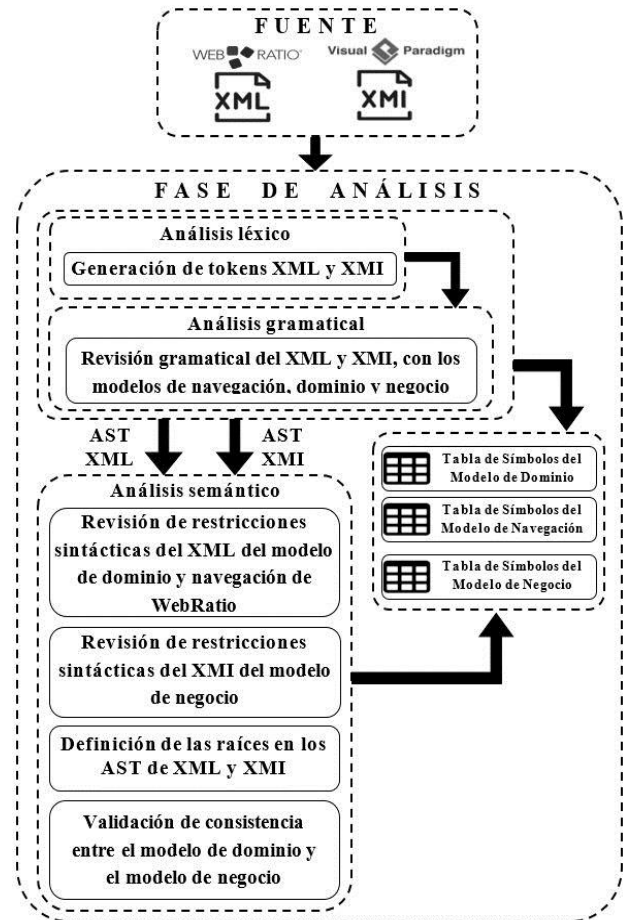 FUENTE
WEB RATIO
Visual Paradigm
XML
XMI
FASE DE ANÁLISIS
Análisis léxico
Generación de tokens XML y XMI
Análisis gramatical
Revisión gramatical del XML y XMI, con los
modelos de navegación, dominio y negocio
AST
XML
AST
XMI
Tabla de Símbolos del
Modelo de Dominio
Tabla de Símbolos del
Modelo de Navegación
Tabla de Símbolos del
Modelo de Negocio
Análisis semántico
Revisión de restricciones
sintácticas del XML del modelo
de dominio y navegación de
WebRatio
Revisión de restricciones
sintácticas del XMI del modelo
de negocio
Definición de las raíces en los
AST de XML y XMI
Validación de consistencia
entre el modelo de dominio y
el modelo de negocio